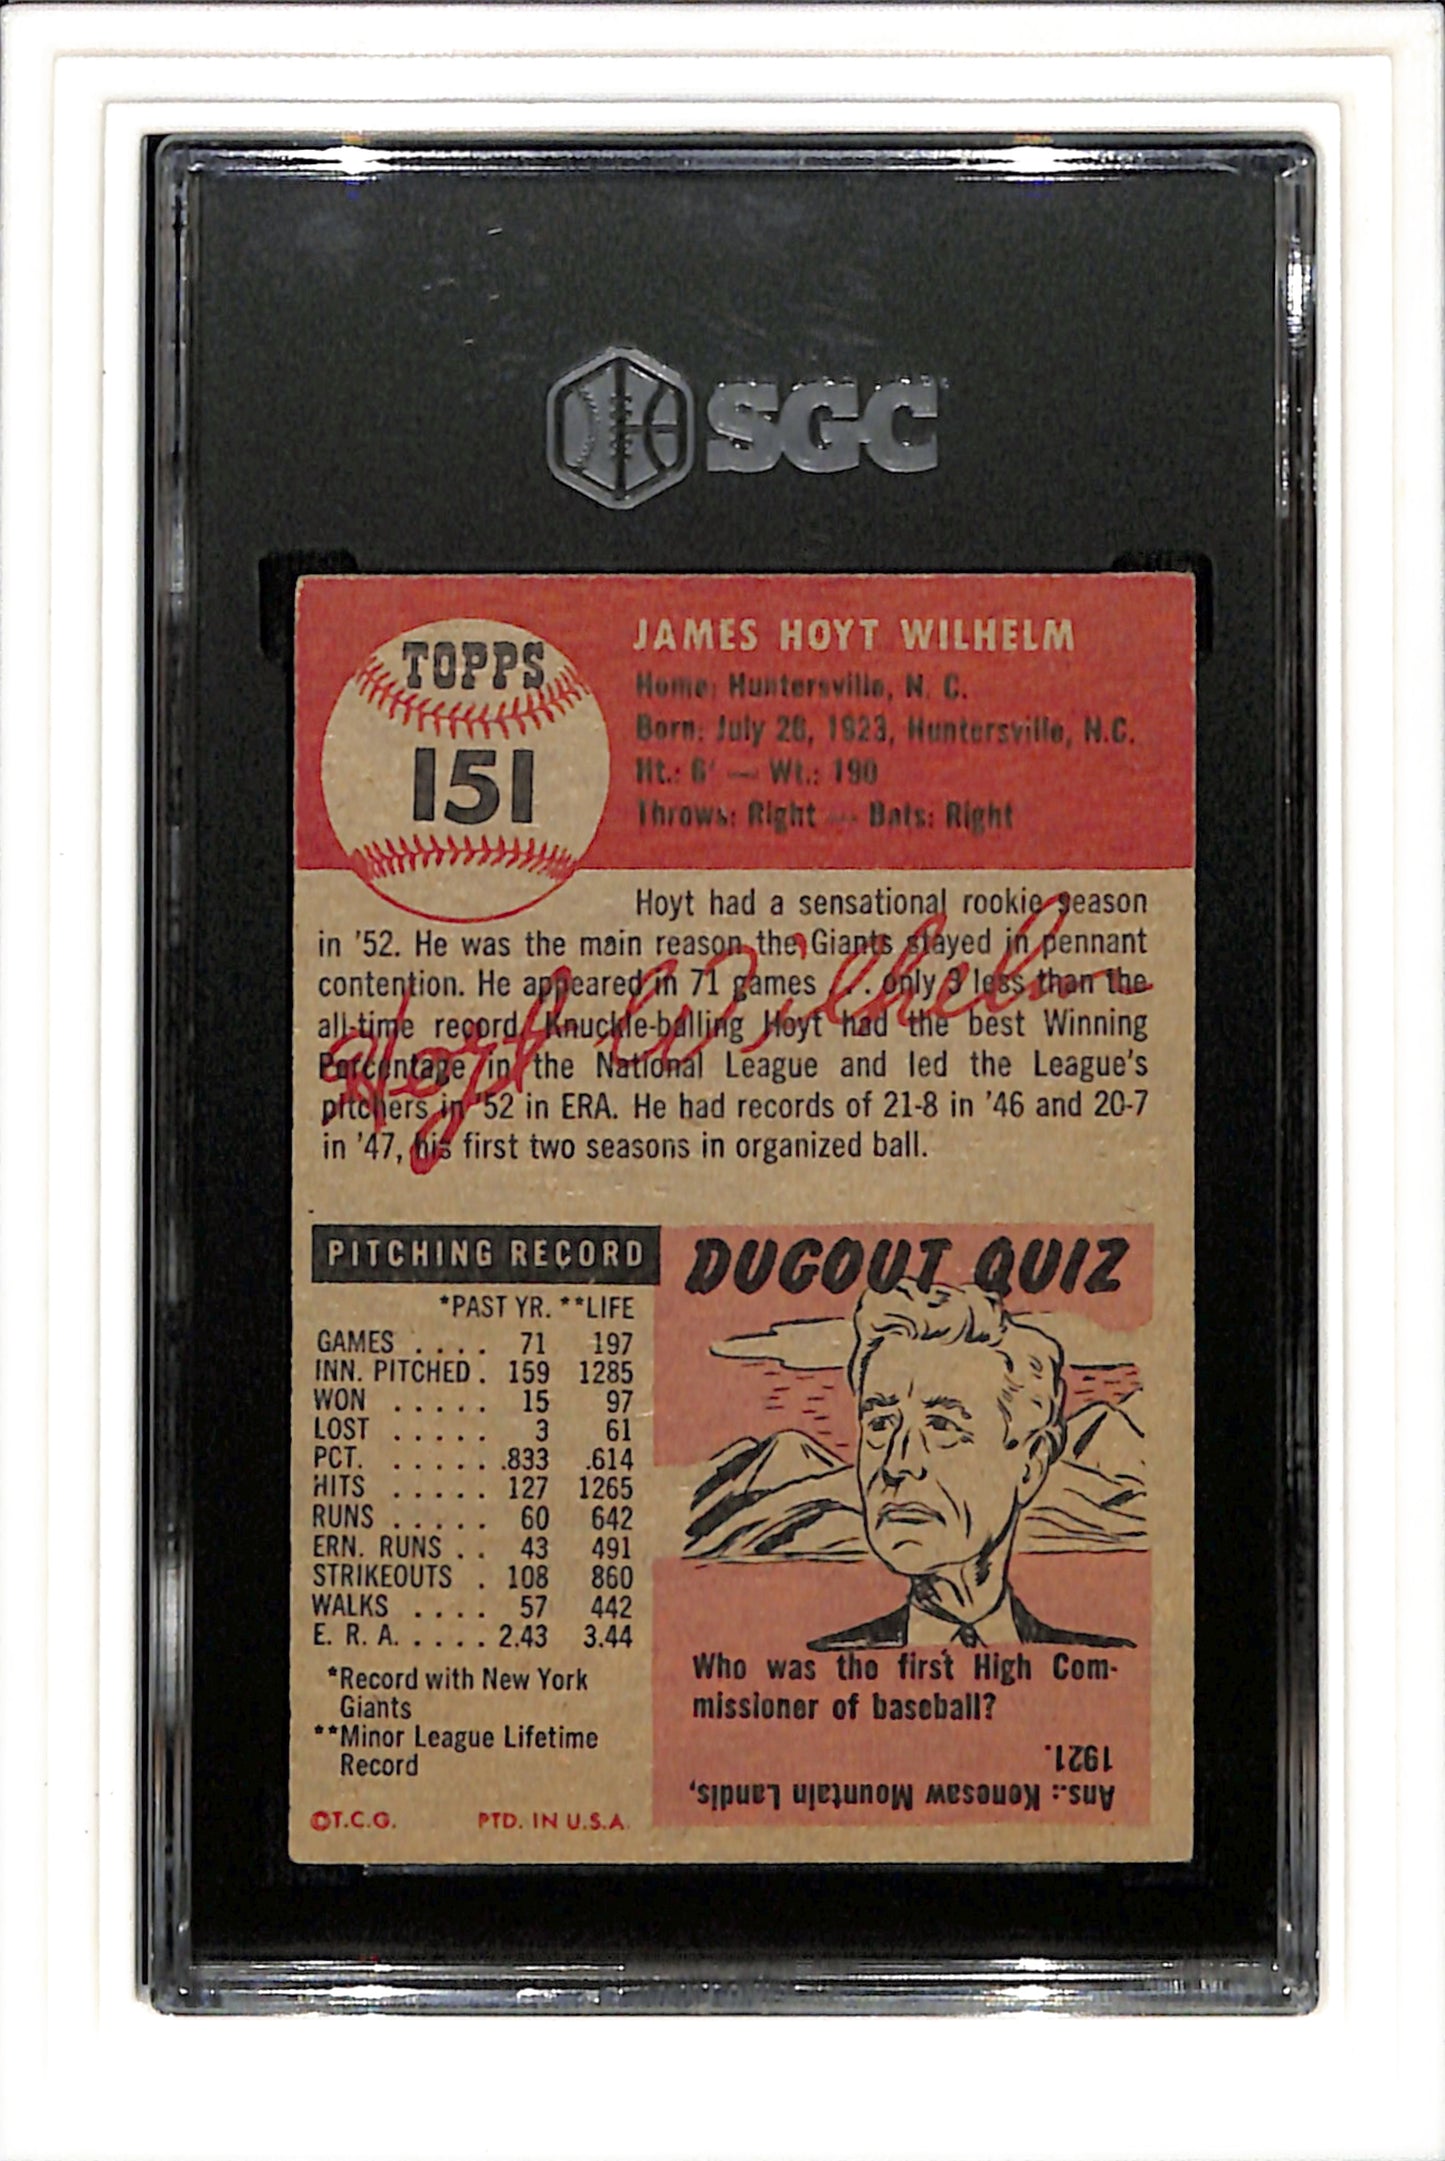 SGC
TOPPS
151
JAMES HOYT WILHELM
Home: Huntersville, N. C.
Born: July 26, 1923, Huntersville, N.C.
Ht.: 6' — Wt.: 190
Throws: Right — Bats: Right
Hoyt had a sensational rookie season
in '52. He was the main reason the Giants stayed in pennant
contention. He appeared in 71 games . . . only 3 less than the
all-time record. Knuckle-balling Hoyt had the best Winning
Percentage in the National League and led the League's
pitchers in '52 in ERA. He had records of 21-8 in '46 and 20-7
in '47, his first two seasons in organized ball.
Hoyt Wilhelm
PITCHING RECORD
*PAST YR. **LIFE
GAMES . . . . 71 197
INN. PITCHED . 159 1285
WON . . . . . 15 97
LOST . . . . . 3 61
PCT. . . . . . .833 .614
HITS . . . . . 127 1265
RUNS . . . . . 60 642
ERN. RUNS . . 43 491
STRIKEOUTS . 108 860
WALKS . . . . 57 442
E. R. A. . . . . . 2.43 3.44
*Record with New York
Giants
**Minor League Lifetime
Record
©T.C.G. PTD. IN U.S.A.
DUGOUT QUIZ
Who was the first High Com-
missioner of baseball?
Ans.: Kenesaw Mountain Landis,
1921.